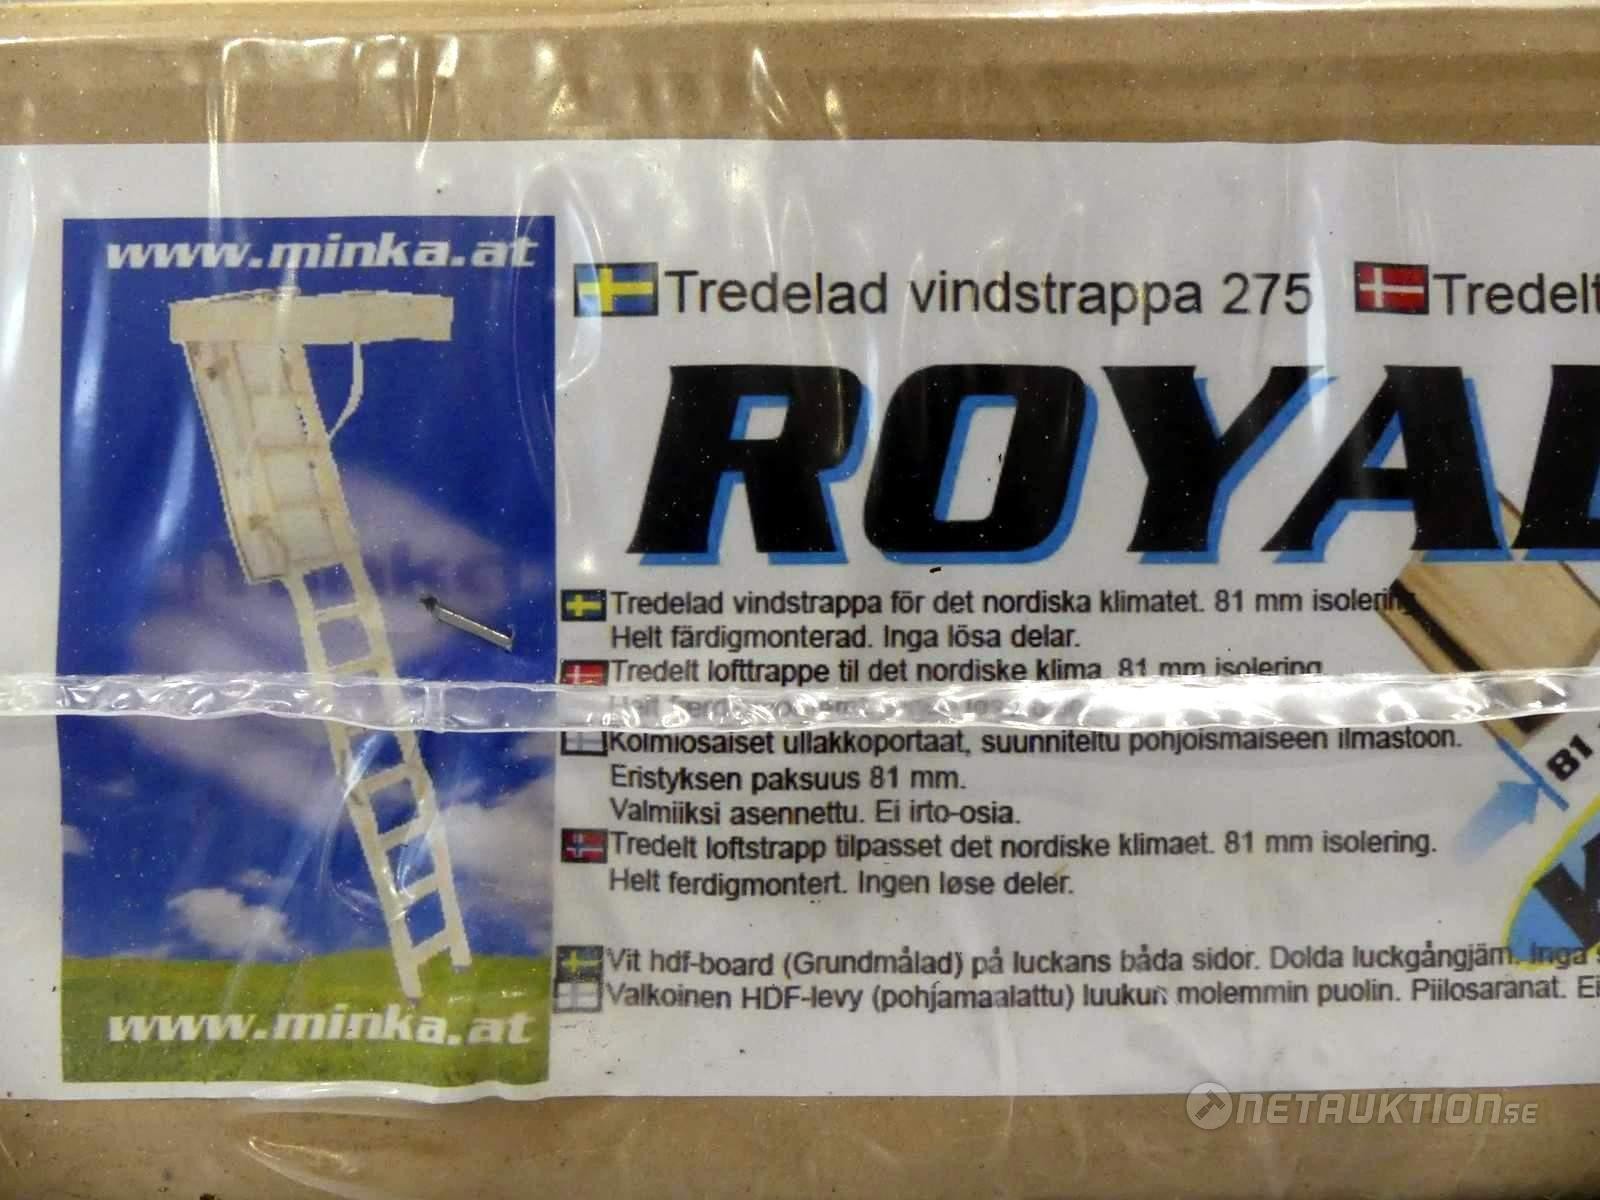 www.minka.at
Tredelad vindstrappa 275 Tredelt
ROYAL
Tredelad vindstrappa för det nordiska klimatet. 81 mm isolering
Helt färdigmonterad. Inga lösa delar.
Tredelt lofttrappe til det nordiske klima. 81 mm isolering
Kolmiosaiset ullakkoportaat, suunniteltu pohjoismaiseen ilmastoon.
Eristyksen paksuus 81 mm.
Valmiiksi asennettu. Ei irto-osia.
Tredelt loftstrapp tilpasset det nordiske klimaet. 81 mm isolering.
Helt ferdigmontert. Ingen løse deler.
Vit hdf-board (Grundmålad) på luckans båda sidor. Dolda luckgångjärn. Inga
Valkoinen HDF-levy (pohjamaalattu) luukun molemmin puolin. Piilosaranat. Ei
www.minka.at
81
NETAUKTION.SE